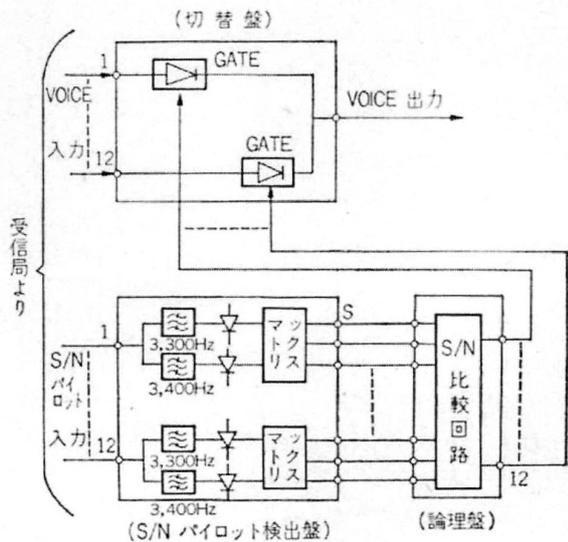 (切替盤)
1
GATE
VOICE
VOICE 出力
入力
GATE
12
受信局より
1
S
S/N
パイロット
3,300Hz
マトリックス
3,400Hz
S/N比較回路
入力
12
3,300Hz
マトリックス
12
3,400Hz
(S/N パイロット検出盤)
(論理盤)